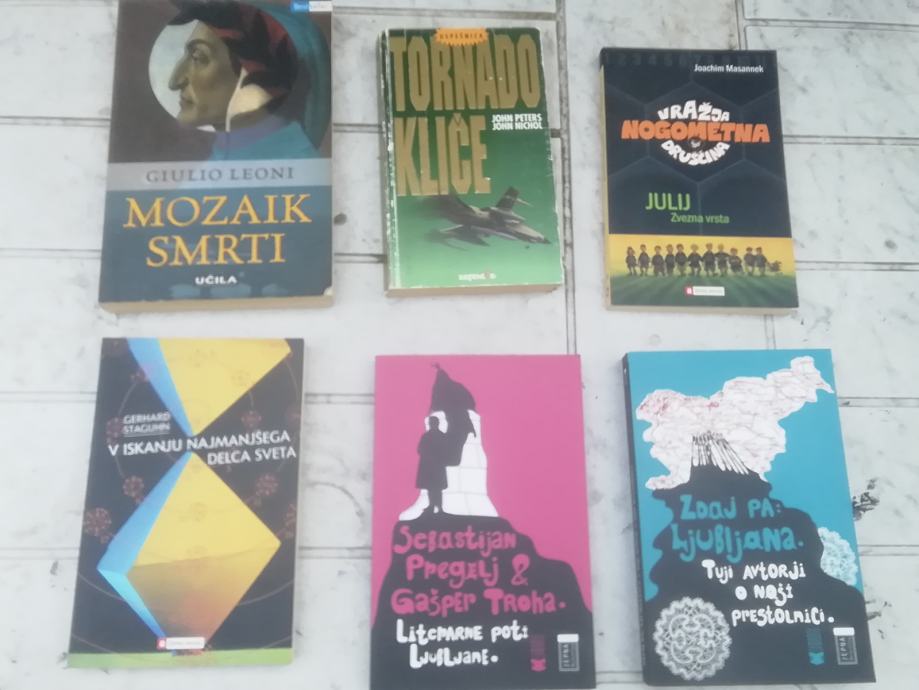 GIULIO LEONI
MOZAIK
SMRTI
UČILA
USPEŠNICA
TORNADO
JOHN PETERS
JOHN NICHOL
KLIČE
Joachim Masannek
VRAŽJA
NOGOMETNA
DRUŠČINA
JULIJ
Zvezna vrsta
GERHARD
STAGUHN
V ISKANJU NAJMANJŠEGA
DELCA SVETA
Sebastijan
Pregelj &
Gašper Troha.
Literarne poti
Ljubljane.
Zdaj pa:
Ljubljana.
Tuji avtorji
o naši
prestolnici.